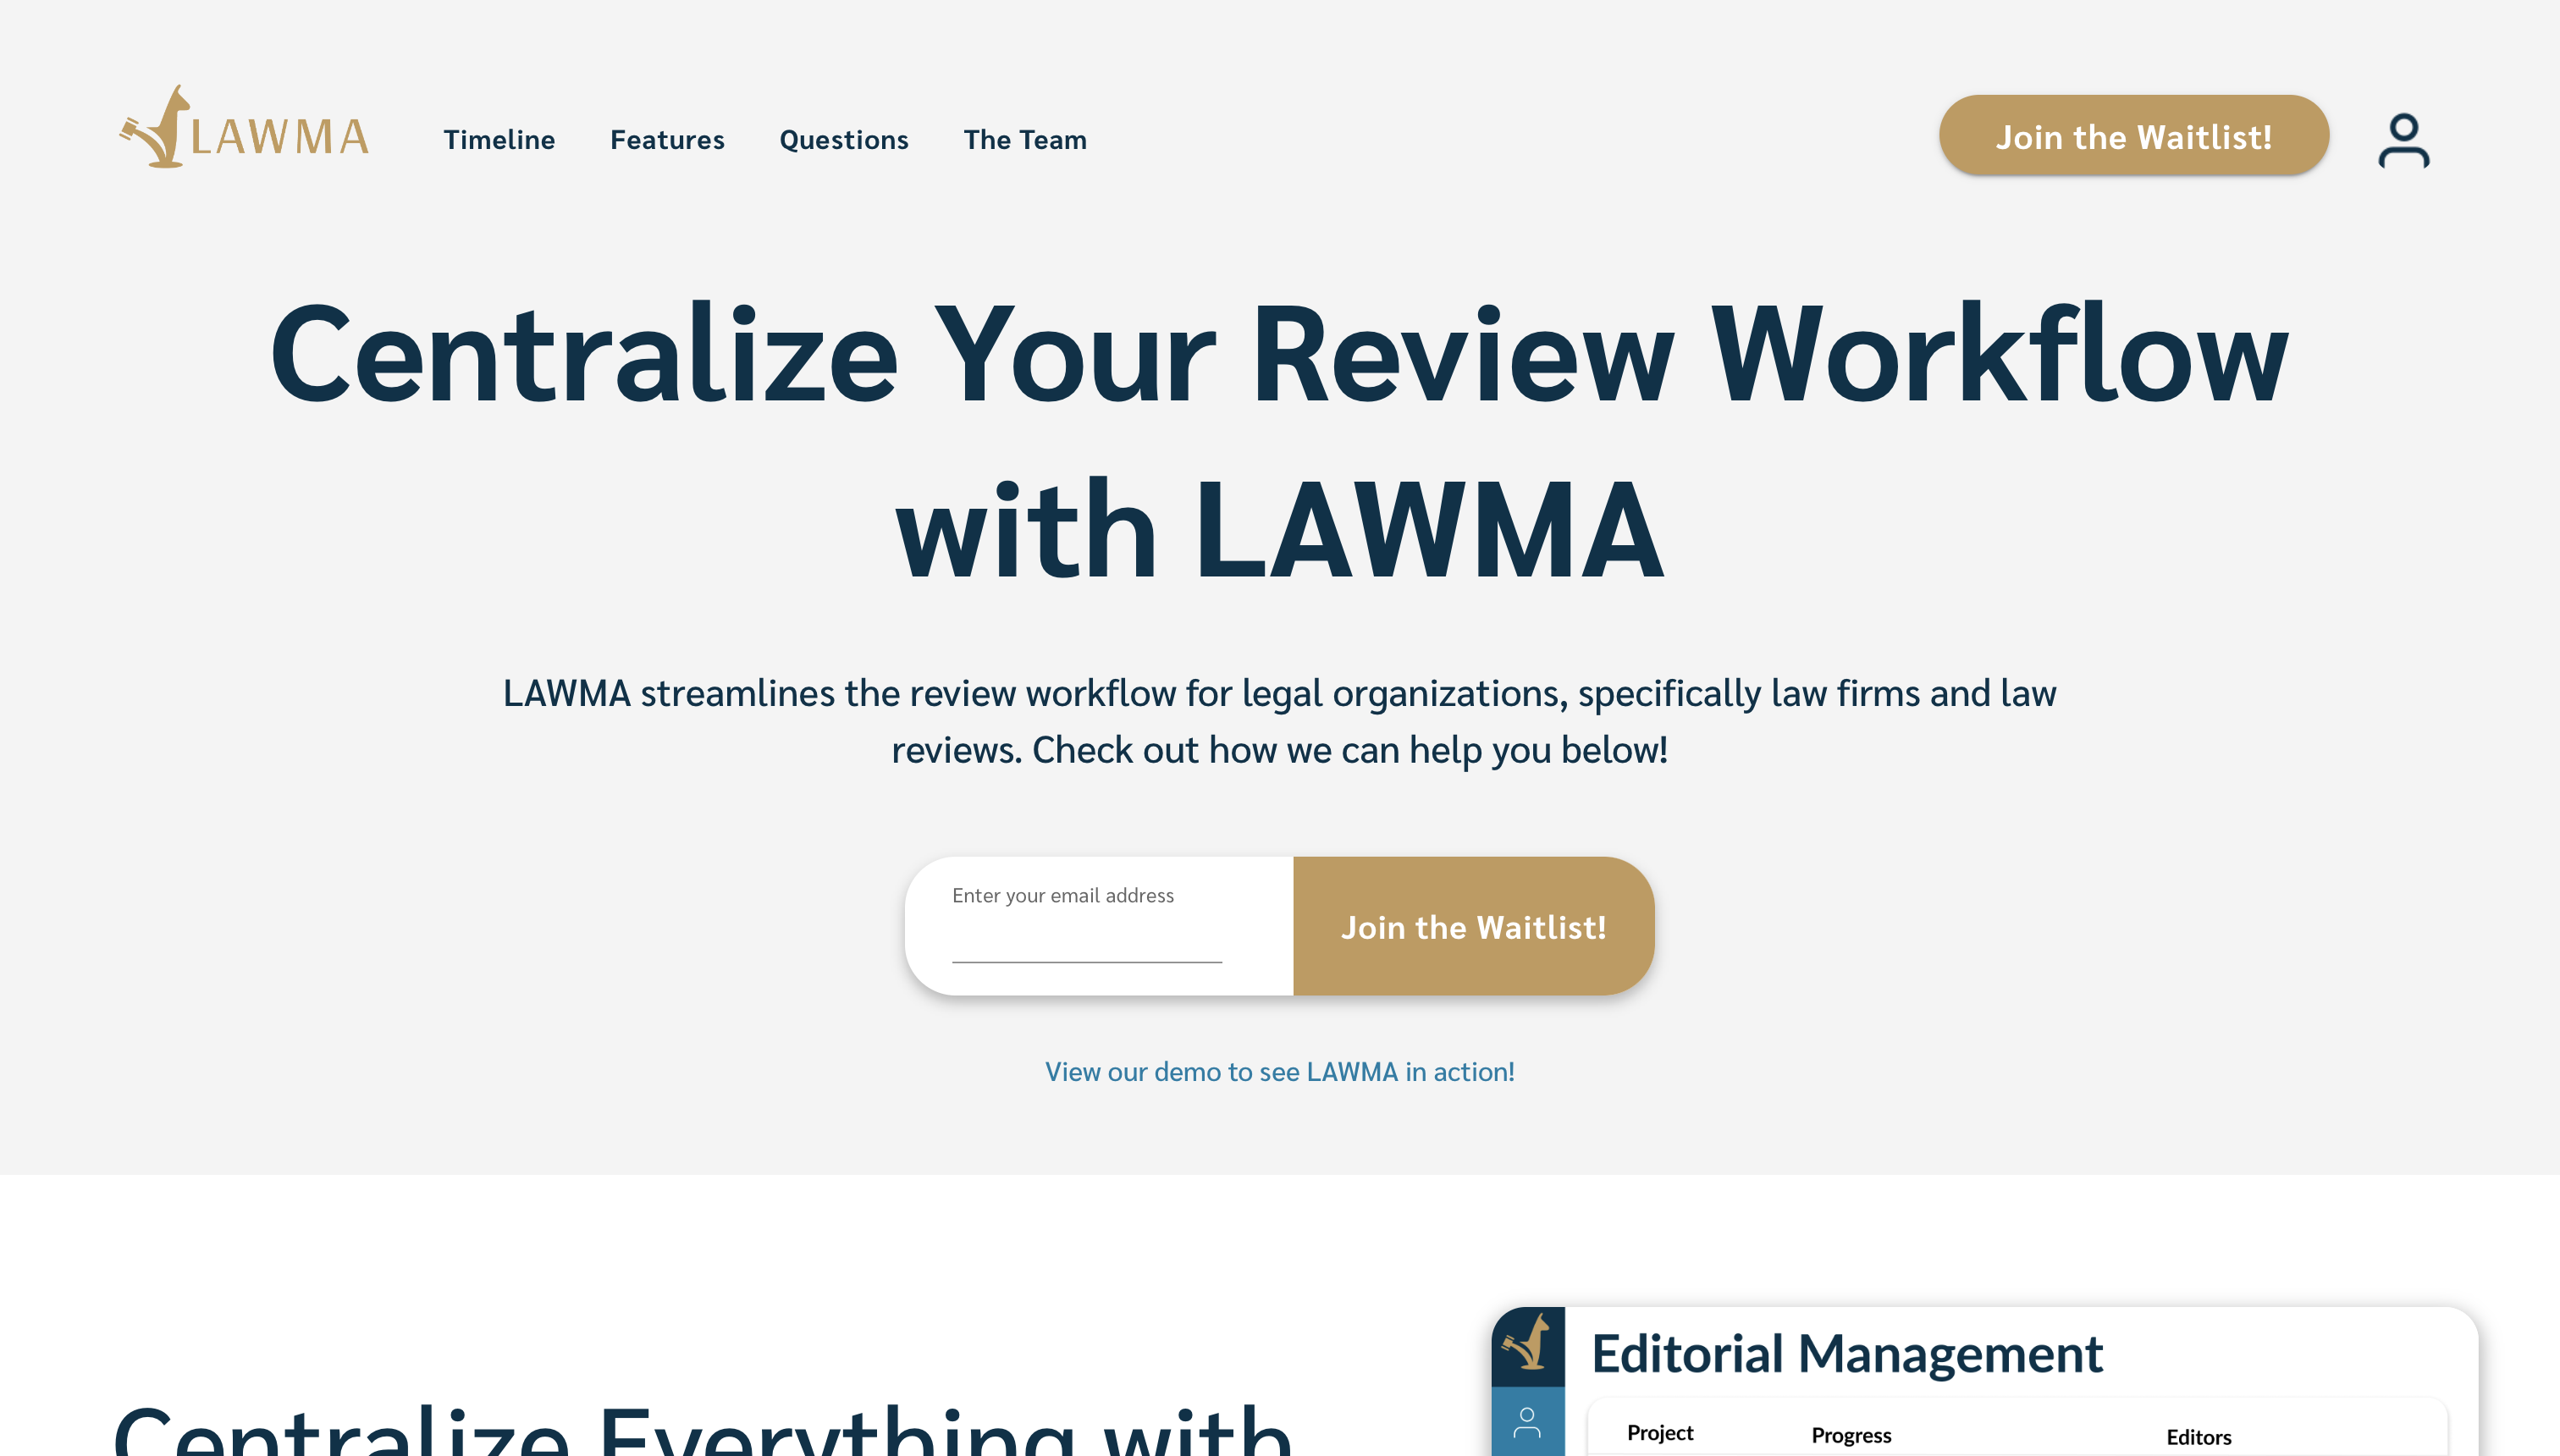 LAWMA
Timeline
Features
Questions
The Team
Join the Waitlist!
Centralize Your Review Workflow
with LAWMA
LAWMA streamlines the review workflow for legal organizations, specifically law firms and law
reviews. Check out how we can help you below!
Enter your email address
Join the Waitlist!
View our demo to see LAWMA in action!
Centralize Everything with
Editorial Management
Project
Progress
Editors